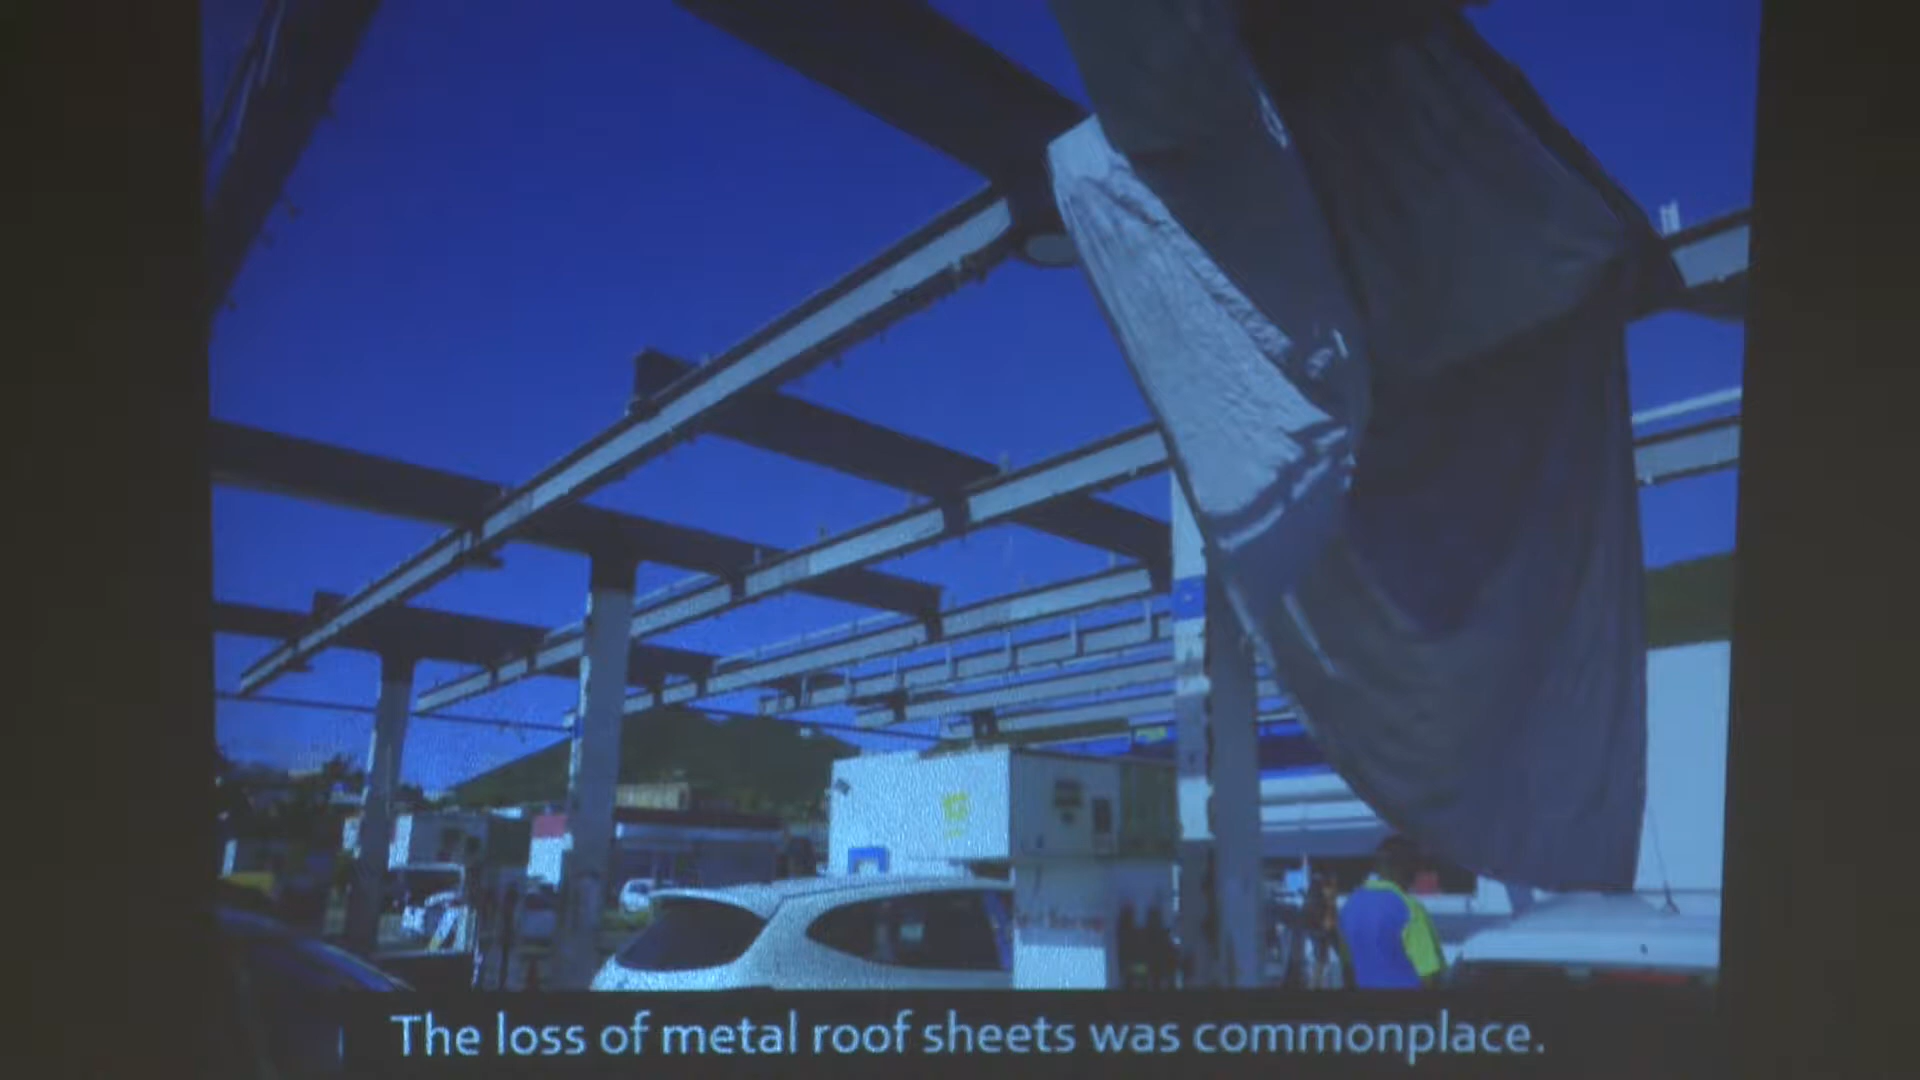 The loss of metal roof sheets was commonplace.